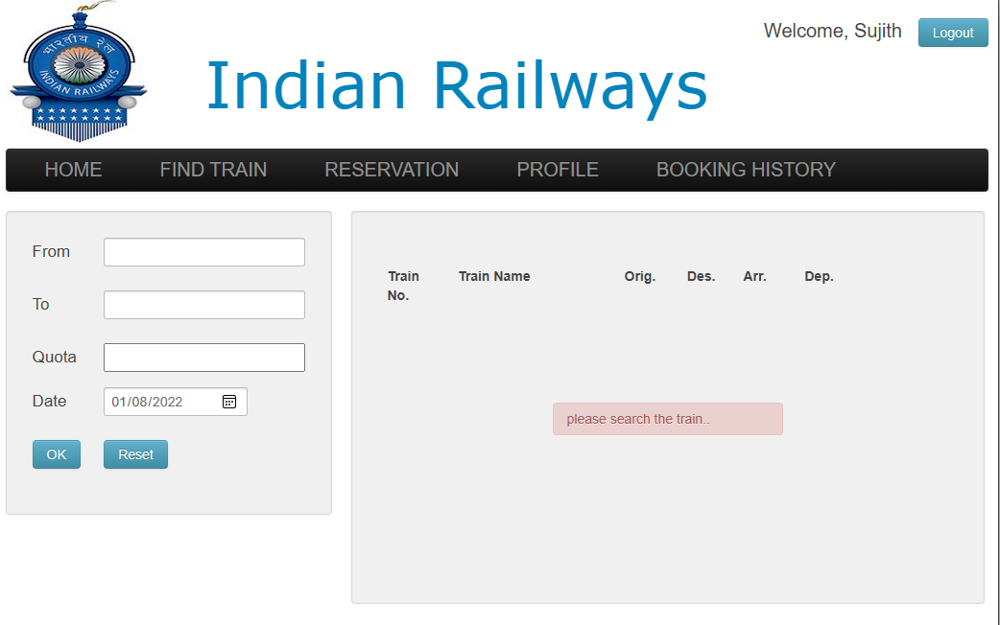 भारतीय रेल
INDIAN RAILWAYS
Indian Railways
Welcome, Sujith
Logout
HOME FIND TRAIN RESERVATION PROFILE BOOKING HISTORY
From
To
Quota
Date 01/08/2022
OK Reset
Train Train Name Orig. Des. Arr. Dep.
No.
please search the train..